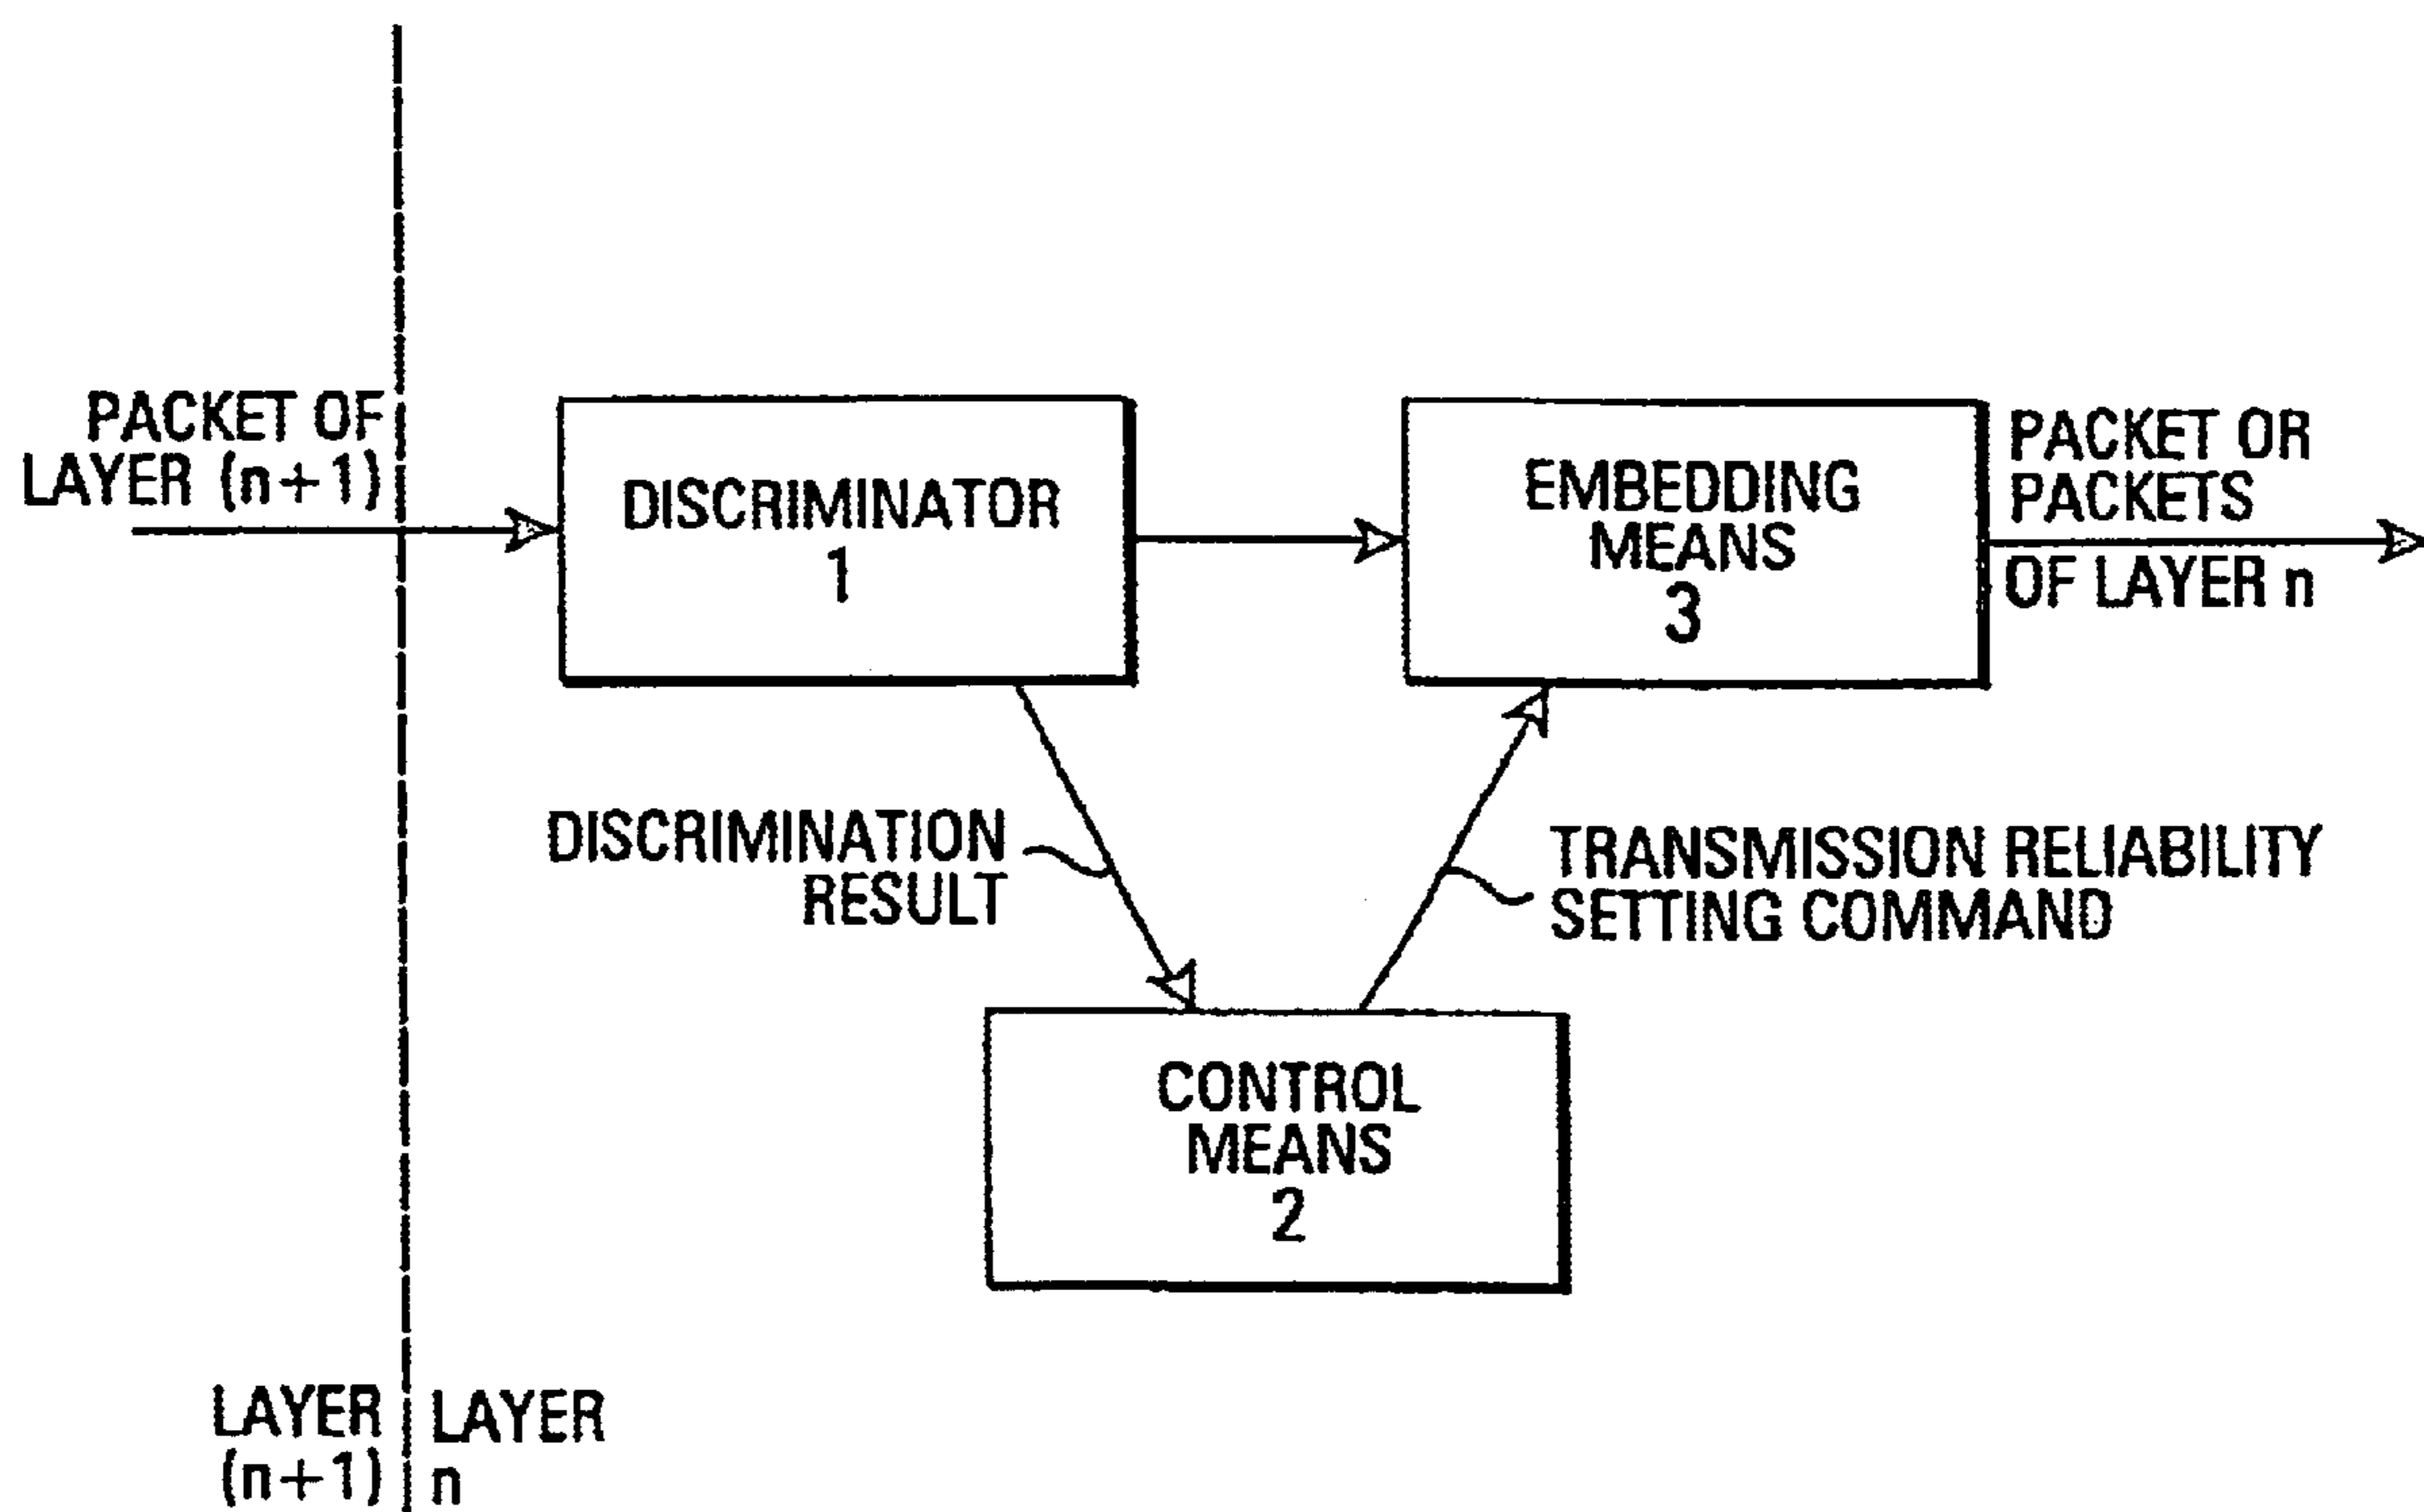 PACKET OF
LAYER (n+1)
DISCRIMINATOR
1
EMBEDDING
MEANS
3
PACKET OR
PACKETS
OF LAYER n
DISCRIMINATION
RESULT
TRANSMISSION RELIABILITY
SETTING COMMAND
CONTROL
MEANS
2
LAYER
(n+1)
LAYER
n